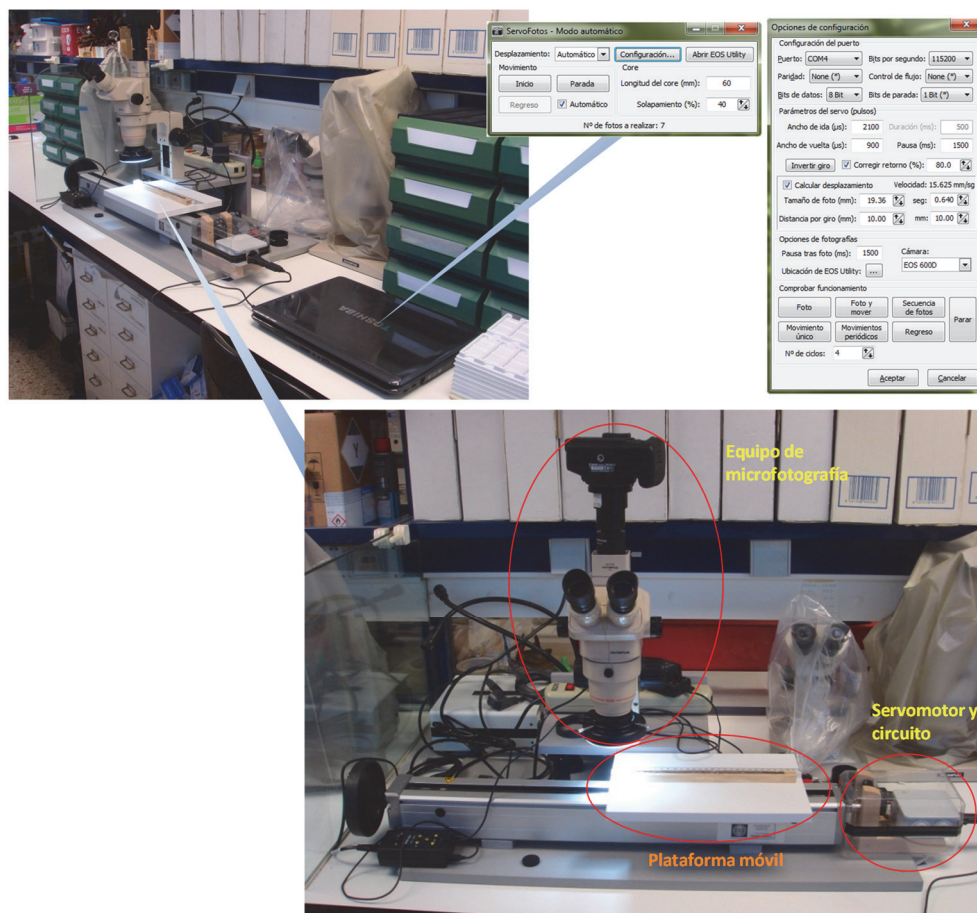 ServoFotos - Modo automático
Desplazamiento: Automático Configuración... Abrir EOS Utility
Movimiento Core
Inicio Parada Longitud del core (mm): 60
Regreso Automático Solapamiento (%): 40
Nº de fotos a realizar: 7
Opciones de configuración
Configuración del puerto
Puerto: COM4 Bits por segundo: 115200
Paridad: None (*) Control de flujo: None (*)
Bits de datos: 8 Bit Bits de parada: 1 Bit (*)
Parámetros del servo (pulsos)
Ancho de ida (µs): 2100 Duración (ms): 500
Ancho de vuelta (µs): 900 Pausa (ms): 1500
Invertir giro Corregir retorno (%): 80.0
Calcular desplazamiento Velocidad: 15.625 mm/sg
Tamaño de foto (mm): 19.36 seg: 0.640
Distancia por giro (mm): 10.00 mm: 10.00
Opciones de fotografías
Pausa tras foto (ms): 1500 Cámara:
Ubicación de EOS Utility: ... EOS 600D
Comprobar funcionamiento
Foto Foto y mover Secuencia de fotos Parar
Movimiento único Movimientos periódicos Regreso
Nº de ciclos: 4
Aceptar Cancelar
TOSHIBA
Equipo de
microfotografía
Servomotor y
circuito
Plataforma móvil